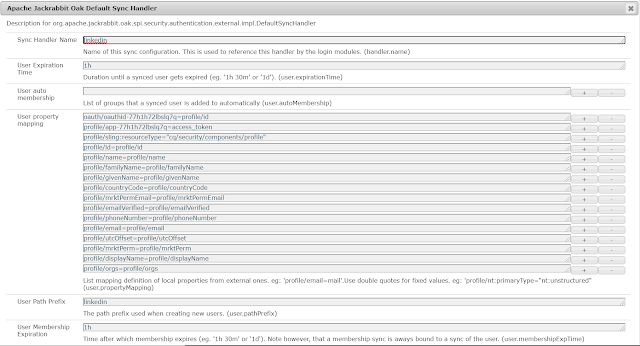 Apache Jackrabbit Oak Default Sync Handler
Description for org.apache.jackrabbit.oak.spi.security.authentication.external.impl.DefaultSyncHandler
Sync Handler Name
linkedin
Name of this sync configuration. This is used to reference this handler by the login modules. (handler.name)
User Expiration Time
1h
Duration until a synced user gets expired (eg. '1h 30m' or '1d'). (user.expirationTime)
User auto membership
+ -
List of groups that a synced user is added to automatically (user.autoMembership)
User property mapping
oauth/oauthid-77h1h72lbslq7q=profile/id + -
profile/app-77h1h72lbslq7q=access_token + -
profile/sling:resourceType="cq/security/components/profile" + -
profile/id=profile/id + -
profile/name=profile/name + -
profile/familyName=profile/familyName + -
profile/givenName=profile/givenName + -
profile/countryCode=profile/countryCode + -
profile/mrktPermEmail=profile/mrktPermEmail + -
profile/emailVerified=profile/emailVerified + -
profile/phoneNumber=profile/phoneNumber + -
profile/email=profile/email + -
profile/utcOffset=profile/utcOffset + -
profile/mrktPerm=profile/mrktPerm + -
profile/displayName=profile/displayName + -
profile/orgs=profile/orgs + -
List mapping definition of local properties from external ones. eg: 'profile/email=mail'.Use double quotes for fixed values. eg: 'profile/nt:primaryType="nt:unstructured"
(user.propertyMapping)
User Path Prefix
linkedin
The path prefix used when creating new users. (user.pathPrefix)
User Membership
Expiration
1h
Time after which membership expires (eg. '1h 30m' or '1d'). Note however, that a membership sync is aways bound to a sync of the user. (user.membershipExpTime)